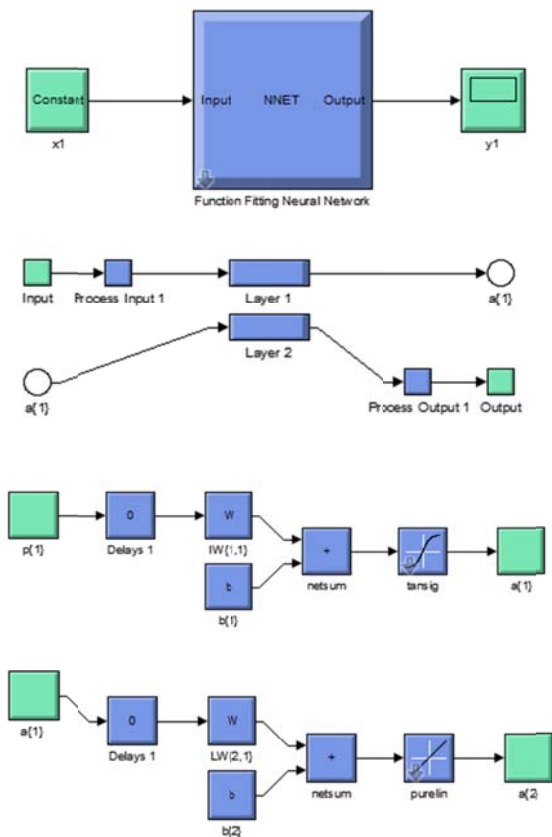 Constant
Input NNET Output
x1
y1
Function Fitting Neural Network
Input
Process Input 1
Layer 1
a{1}
Layer 2
a{1}
Process Output 1
Output
0
W
p{1}
Delays 1
IW{1,1}
+
b
netsum
tansig
a{1}
b{1}
0
W
a{1}
Delays 1
LW{2,1}
+
b
netsum
purelin
a{2}
b{2}